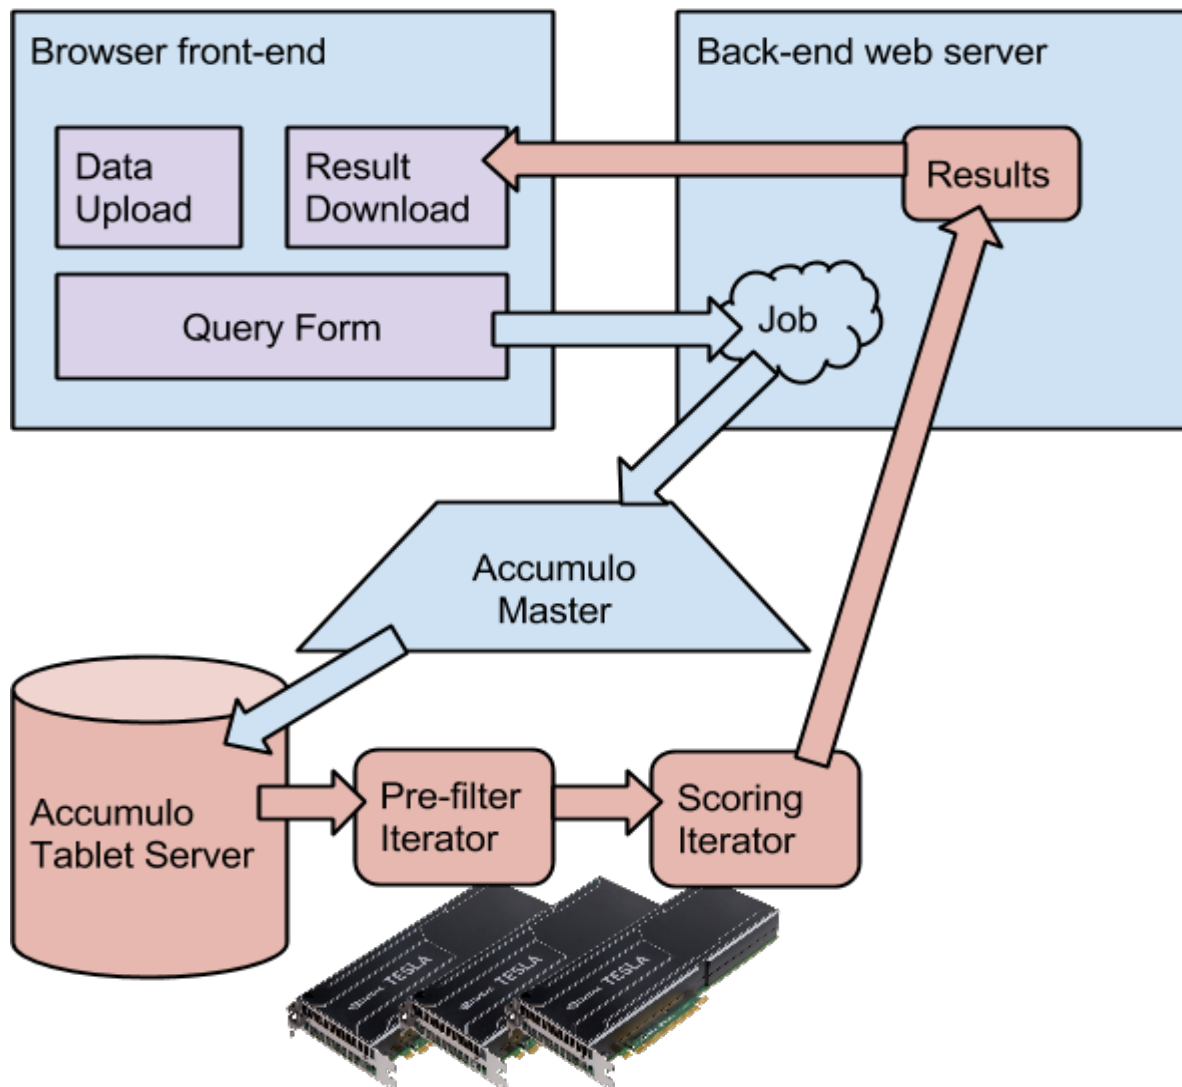 Browser front-end
Back-end web server
Data
Upload
Result
Download
Results
Query Form
Job
Accumulo
Master
Accumulo
Tablet Server
Pre-filter
Iterator
Scoring
Iterator
TESLA
TESLA
TESLA